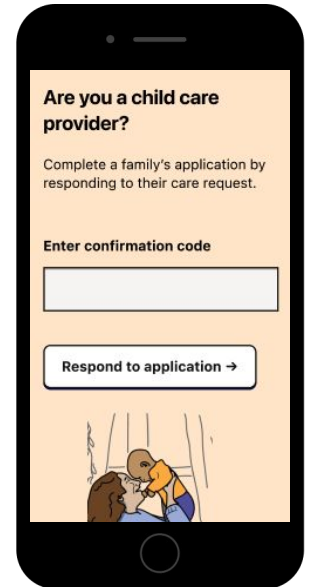 Are you a child care
provider?
Complete a family's application by
responding to their care request.
Enter confirmation code
Respond to application →